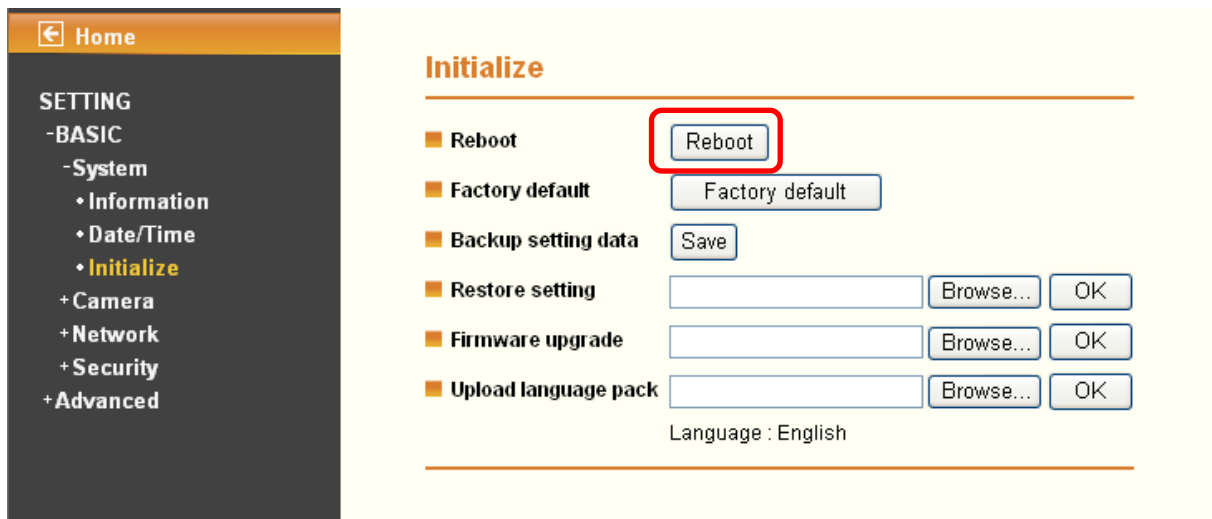 Home
SETTING
-BASIC
-System
•Information
•Date/Time
•Initialize
+Camera
+Network
+Security
+Advanced
Initialize
Reboot Reboot
Factory default Factory default
Backup setting data Save
Restore setting Browse... OK
Firmware upgrade Browse... OK
Upload language pack Browse... OK
Language : English